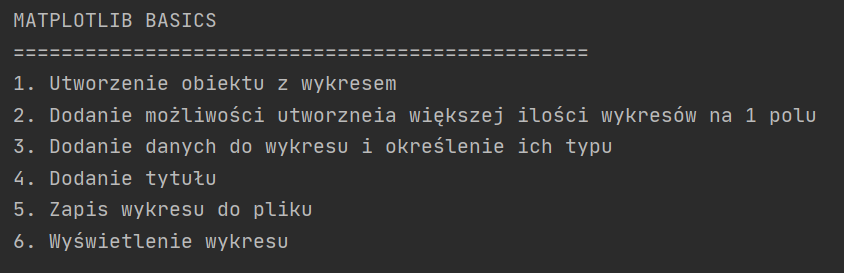 MATPLOTLIB BASICS
================================================
1. Utworzenie obiektu z wykresem
2. Dodanie możliwości utworzneia większej ilości wykresów na 1 polu
3. Dodanie danych do wykresu i określenie ich typu
4. Dodanie tytułu
5. Zapis wykresu do pliku
6. Wyświetlenie wykresu